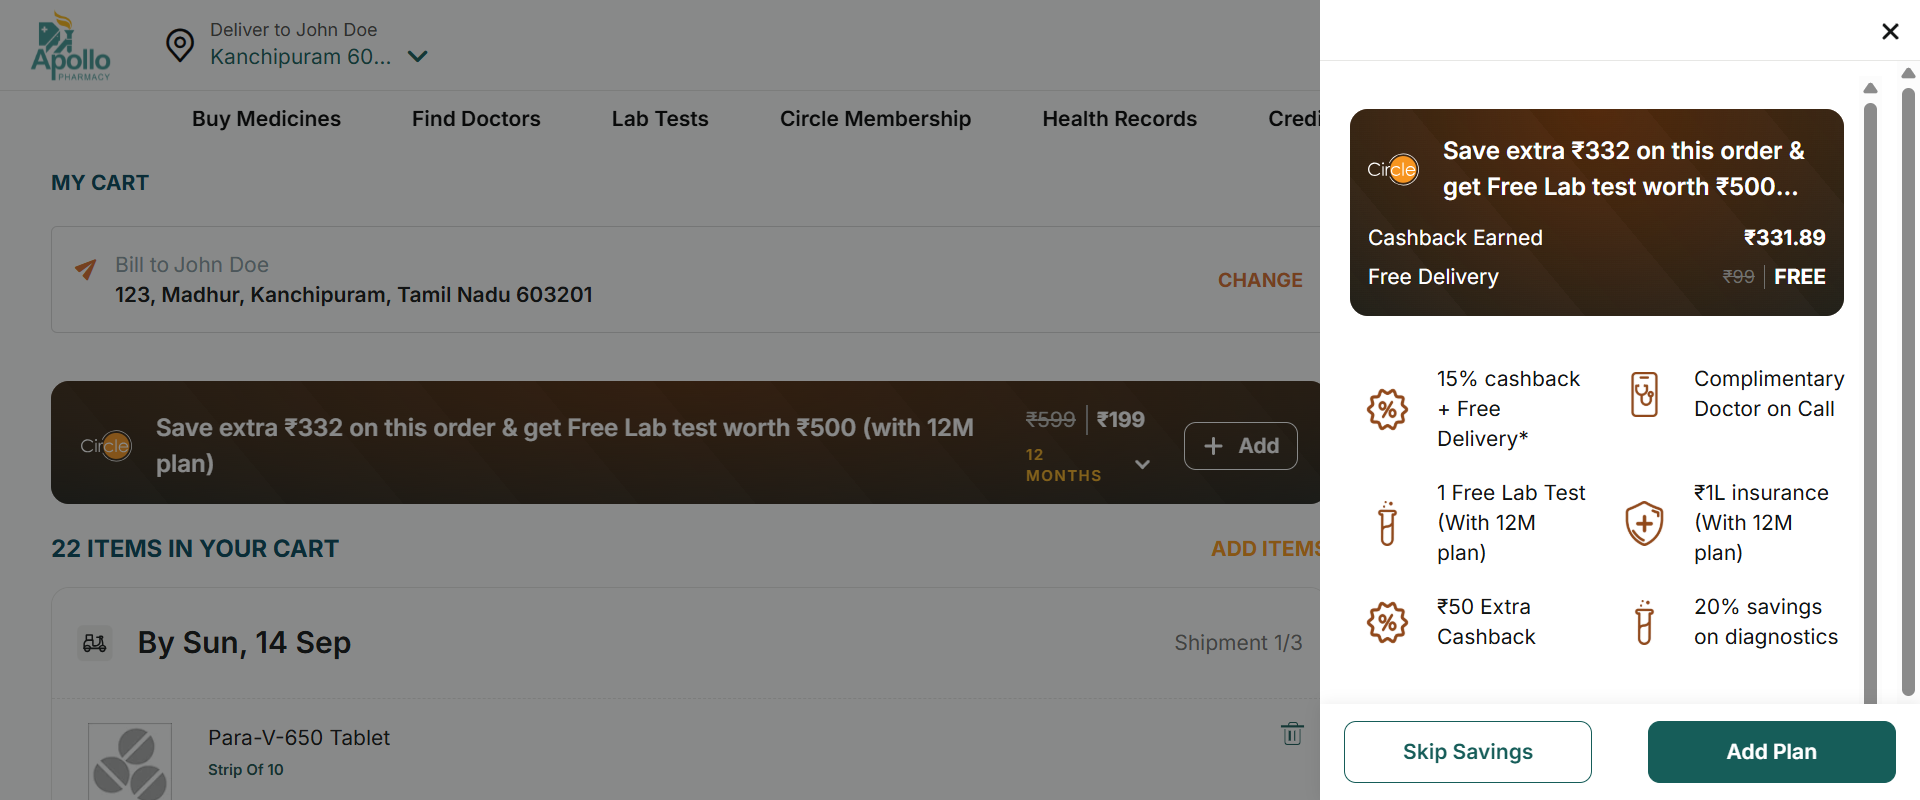 Apollo
PHARMACY
Deliver to John Doe
Kanchipuram 60...
Buy Medicines
Find Doctors
Lab Tests
Circle Membership
Health Records
Credi
MY CART
Bill to John Doe
123, Madhur, Kanchipuram, Tamil Nadu 603201
CHANGE
Circle
Save extra ₹332 on this order & get Free Lab test worth ₹500 (with 12M
plan)
₹599 ₹199
12
MONTHS
+ Add
22 ITEMS IN YOUR CART
ADD ITEMS
By Sun, 14 Sep
Shipment 1/3
Para-V-650 Tablet
Strip Of 10
Circle
Save extra ₹332 on this order &
get Free Lab test worth ₹500...
Cashback Earned ₹331.89
Free Delivery ₹99 FREE
15% cashback
+ Free
Delivery*
Complimentary
Doctor on Call
1 Free Lab Test
(With 12M
plan)
₹1L insurance
(With 12M
plan)
₹50 Extra
Cashback
20% savings
on diagnostics
Skip Savings
Add Plan